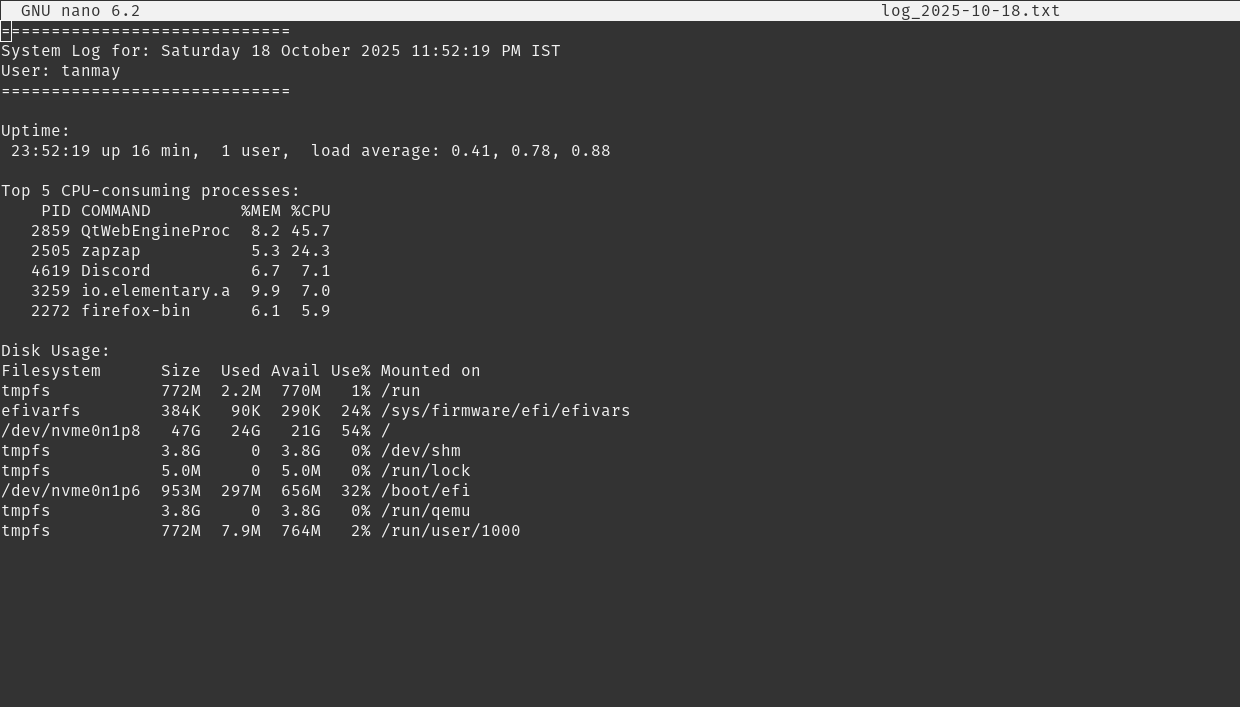 GNU nano 6.2 log_2025-10-18.txt
=============================
System Log for: Saturday 18 October 2025 11:52:19 PM IST
User: tanmay
=============================
Uptime:
 23:52:19 up 16 min,  1 user,  load average: 0.41, 0.78, 0.88
Top 5 CPU-consuming processes:
    PID COMMAND         %MEM %CPU
   2859 QtWebEngineProc  8.2 45.7
   2505 zapzap           5.3 24.3
   4619 Discord          6.7  7.1
   3259 io.elementary.a  9.9  7.0
   2272 firefox-bin      6.1  5.9
Disk Usage:
Filesystem      Size  Used Avail Use% Mounted on
tmpfs           772M  2.2M  770M   1% /run
efivarfs        384K   90K  290K  24% /sys/firmware/efi/efivars
/dev/nvme0n1p8   47G   24G   21G  54% /
tmpfs           3.8G     0  3.8G   0% /dev/shm
tmpfs           5.0M     0  5.0M   0% /run/lock
/dev/nvme0n1p6  953M  297M  656M  32% /boot/efi
tmpfs           3.8G     0  3.8G   0% /run/qemu
tmpfs           772M  7.9M  764M   2% /run/user/1000